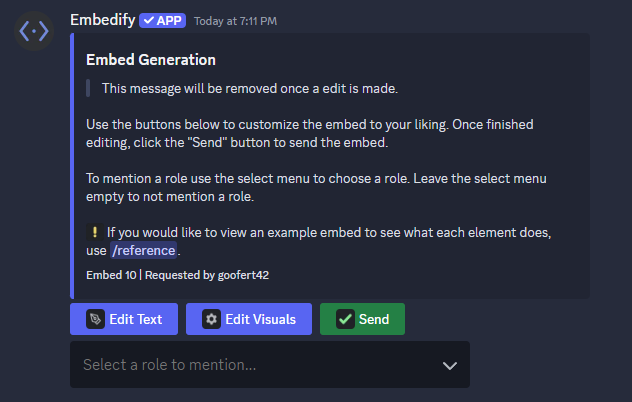 Embedify ✓ APP Today at 7:11 PM
Embed Generation
This message will be removed once a edit is made.
Use the buttons below to customize the embed to your liking. Once finished
editing, click the "Send" button to send the embed.
To mention a role use the select menu to choose a role. Leave the select menu
empty to not mention a role.
❗ If you would like to view an example embed to see what each element does,
use /reference.
Embed 10 | Requested by goofert42
Edit Text Edit Visuals Send
Select a role to mention...